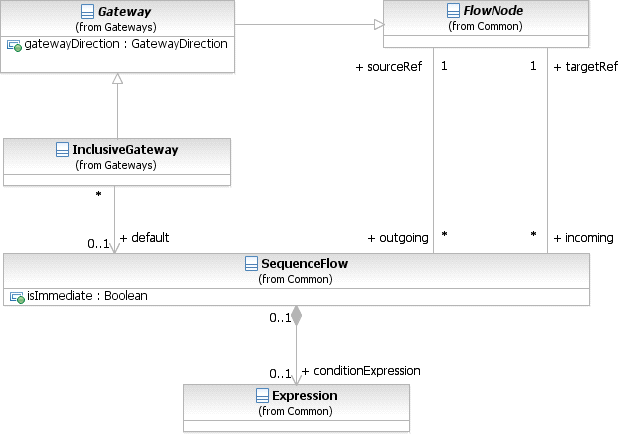 Gateway
(from Gateways)
gatewayDirection : GatewayDirection
FlowNode
(from Common)
+ sourceRef
1
1
+ targetRef
InclusiveGateway
(from Gateways)
*
0..1
+ default
+ outgoing
*
*
+ incoming
SequenceFlow
(from Common)
isImmediate : Boolean
0..1
0..1
+ conditionExpression
Expression
(from Common)